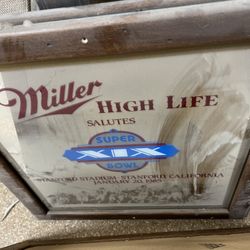 Miller HIGH LIFE
SALUTES
SUPER
XIX
BOWL
STANFORD STADIUM, STANFORD CALIFORNIA
JANUARY 20, 1985